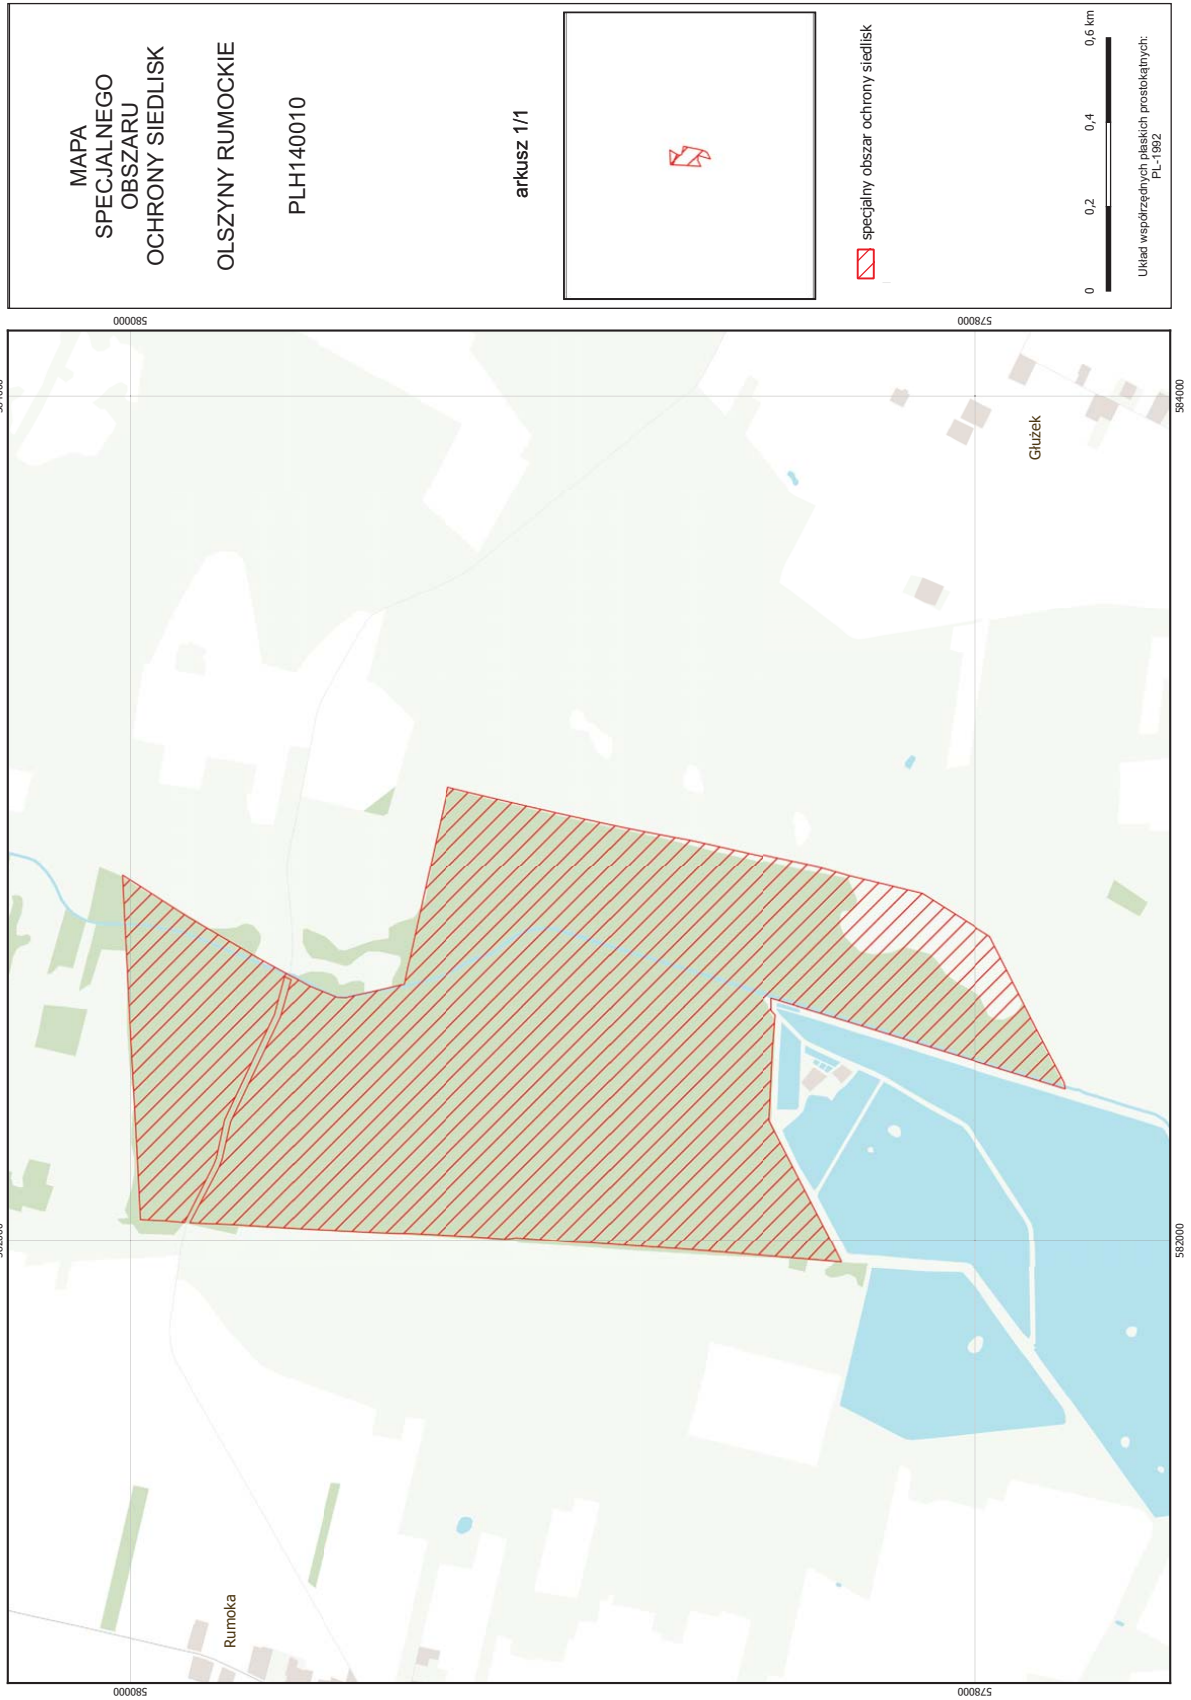 MAPA
SPECJALNEGO
OBSZARU
OCHRONY SIEDLISK
OLSZYNY RUMOCKIE
PLH140010
arkusz 1/1
specjalny obszar ochrony siedlisk
0 0,2 0,4 0,6 km
Układ współrzędnych płaskich prostokątnych:
PL-1992
580000
578000
584000
Głużek
582000
Rumoka
580000
578000